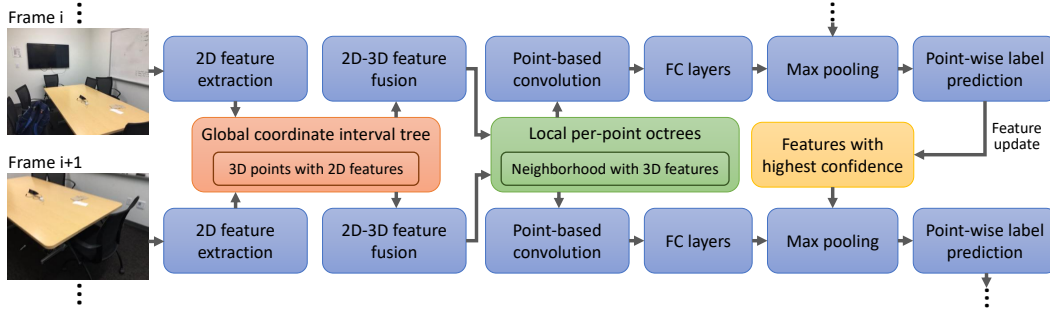 Frame i
2D feature
extraction
2D-3D feature
fusion
Point-based
convolution
FC layers
Max pooling
Point-wise label
prediction
Global coordinate interval tree
3D points with 2D features
Local per-point octrees
Neighborhood with 3D features
Features with
highest confidence
Feature
update
Frame i+1
2D feature
extraction
2D-3D feature
fusion
Point-based
convolution
FC layers
Max pooling
Point-wise label
prediction